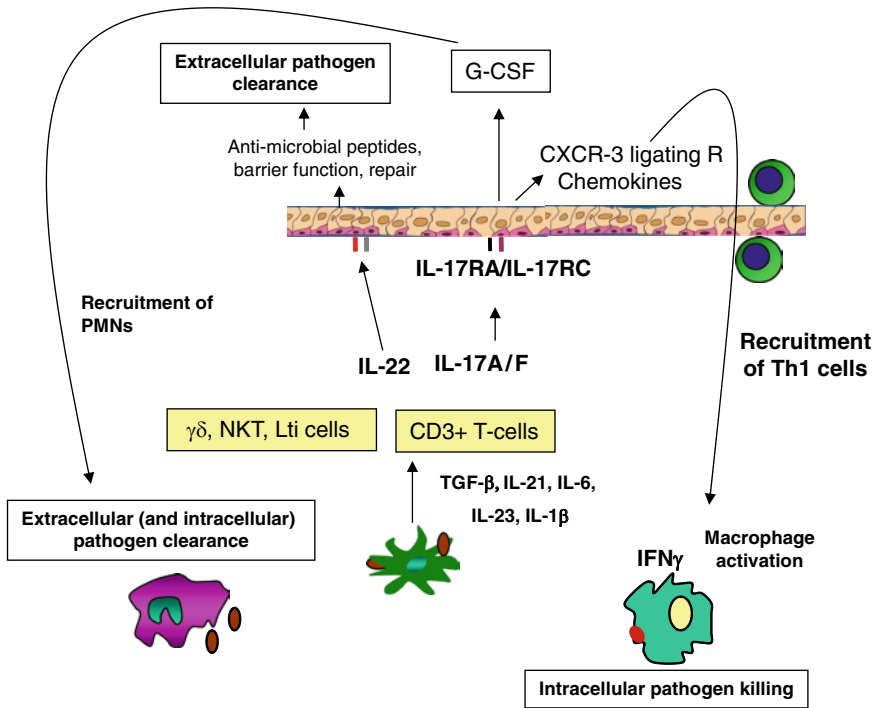 Extracellular pathogen
clearance
G-CSF
Anti-microbial peptides,
barrier function, repair
CXCR-3 ligating R
Chemokines
IL-17RA/IL-17RC
Recruitment of
PMNs
IL-22
IL-17A/F
Recruitment
of Th1 cells
γδ, NKT, Lti cells
CD3+ T-cells
TGF-β, IL-21, IL-6,
IL-23, IL-1β
Extracellular (and intracellular)
pathogen clearance
Macrophage
activation
IFNγ
Intracellular pathogen killing